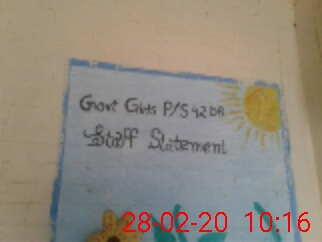 Govt Girls P/S 42 DB
Staff Statement
28-02-20 10:16